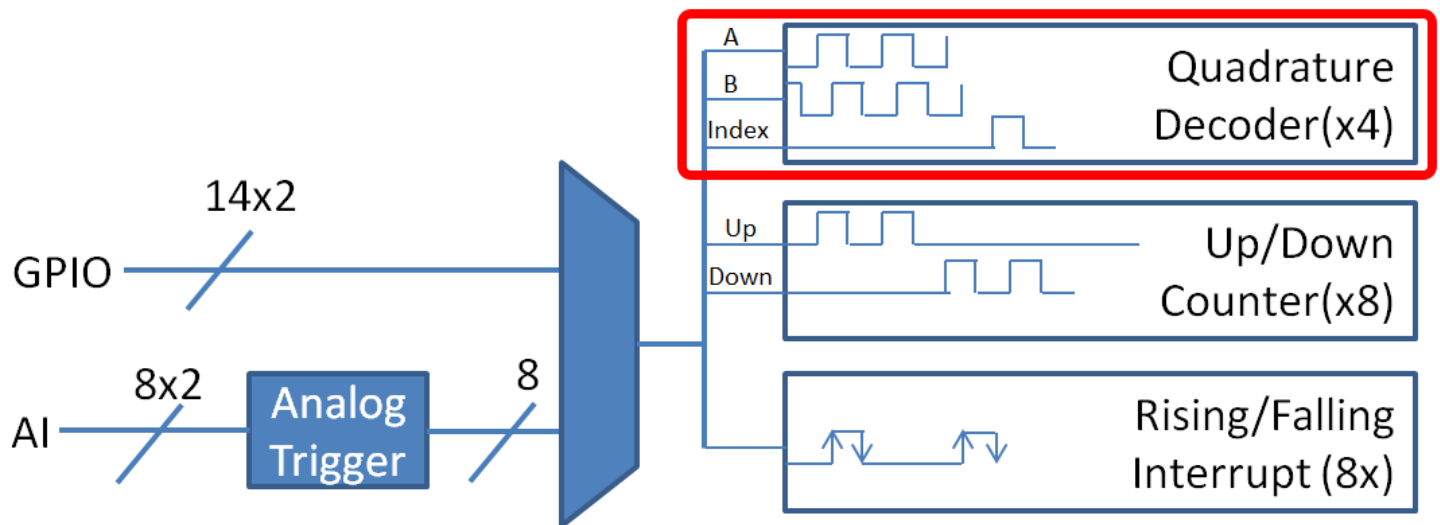 A
B
Index
Quadrature
Decoder(x4)
14x2
GPIO
Up
Down
Up/Down
Counter(x8)
8x2
AI
Analog
Trigger
8
Rising/Falling
Interrupt (8x)